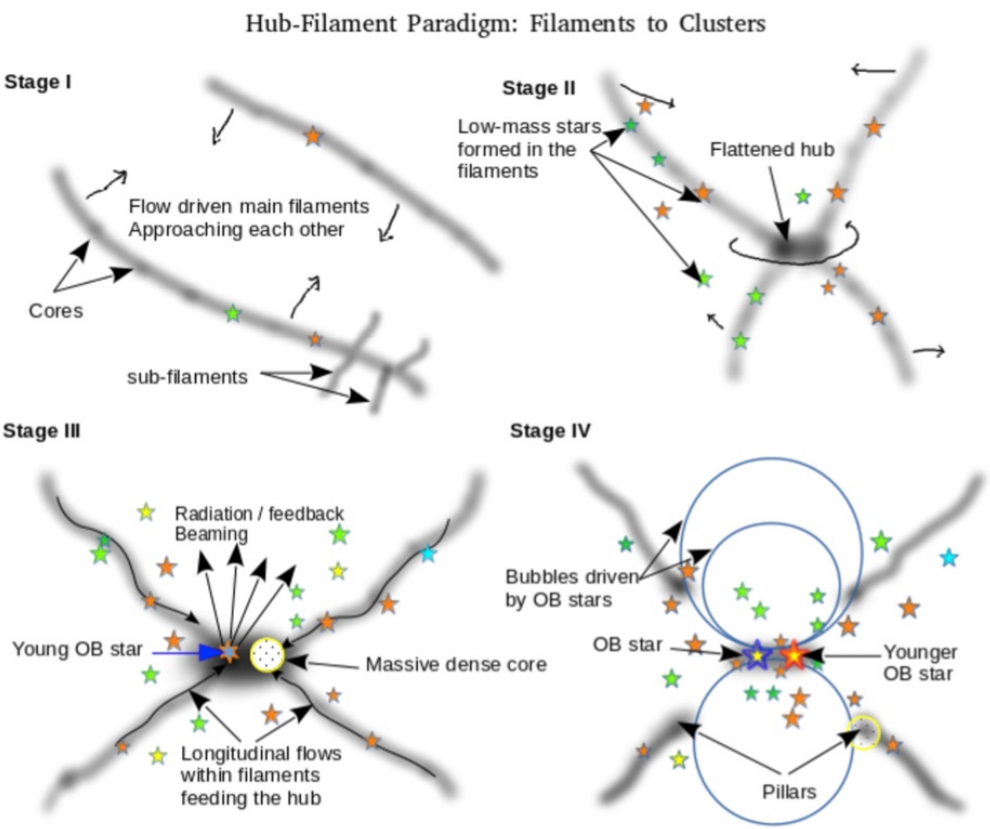 Hub-Filament Paradigm: Filaments to Clusters
Stage I
Flow driven main filaments
Approaching each other
Cores
sub-filaments
Stage II
Low-mass stars
formed in the
filaments
Flattened hub
Stage III
Radiation / feedback
Beaming
Young OB star
Massive dense core
Longitudinal flows
within filaments
feeding the hub
Stage IV
Bubbles driven
by OB stars
OB star
Younger
OB star
Pillars